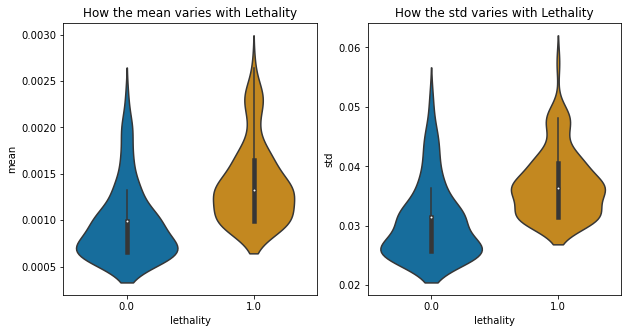 How the mean varies with Lethality
mean
0.0030
0.0025
0.0020
0.0015
0.0010
0.0005
0.0
1.0
lethality
How the std varies with Lethality
std
0.06
0.05
0.04
0.03
0.02
0.0
1.0
lethality